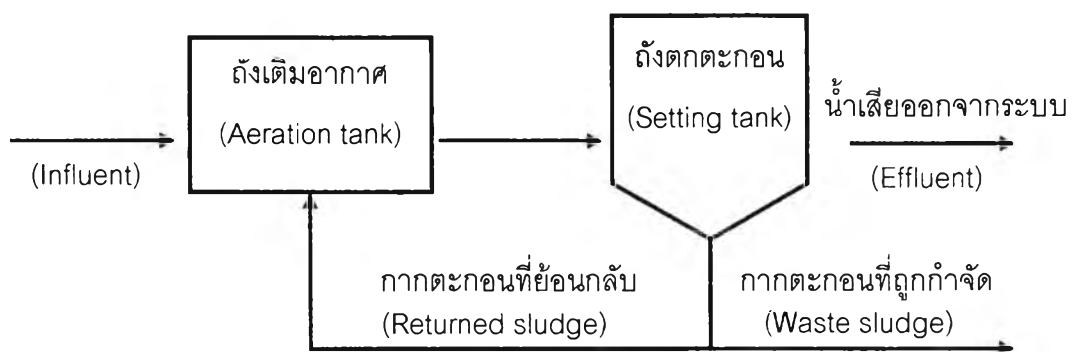 ถังเติมอากาศ
(Aeration tank)
ถังตกตะกอน
(Setting tank)
น้ำเสียออกจากระบบ
(Influent)
(Effluent)
กากตะกอนที่ย้อนกลับ
(Returned sludge)
กากตะกอนที่ถูกกำจัด
(Waste sludge)